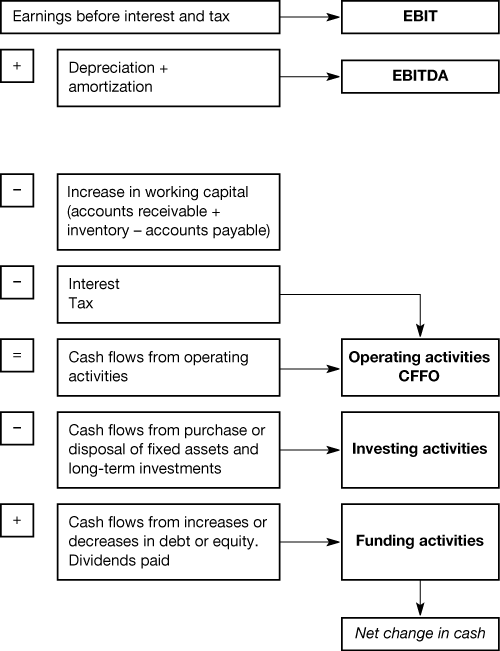 Earnings before interest and tax
EBIT
+
Depreciation +
amortization
EBITDA
–
Increase in working capital
(accounts receivable +
inventory – accounts payable)
–
Interest
Tax
=
Cash flows from operating
activities
Operating activities
CFFO
–
Cash flows from purchase or
disposal of fixed assets and
long-term investments
Investing activities
+
Cash flows from increases or
decreases in debt or equity.
Dividends paid
Funding activities
Net change in cash